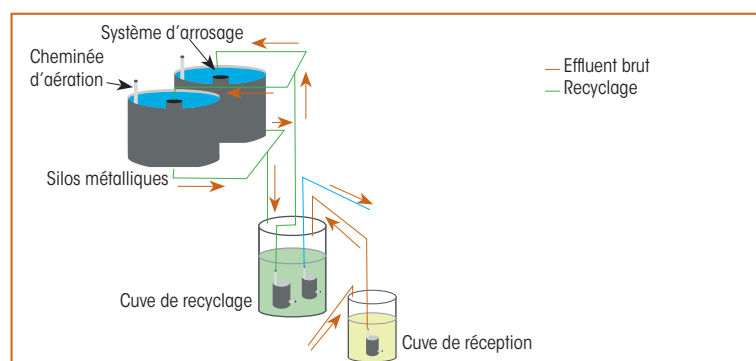 Système d'arrosage
Cheminée
d'aération
Effluent brut
Recyclage
Silos métalliques
Cuve de recyclage
Cuve de réception